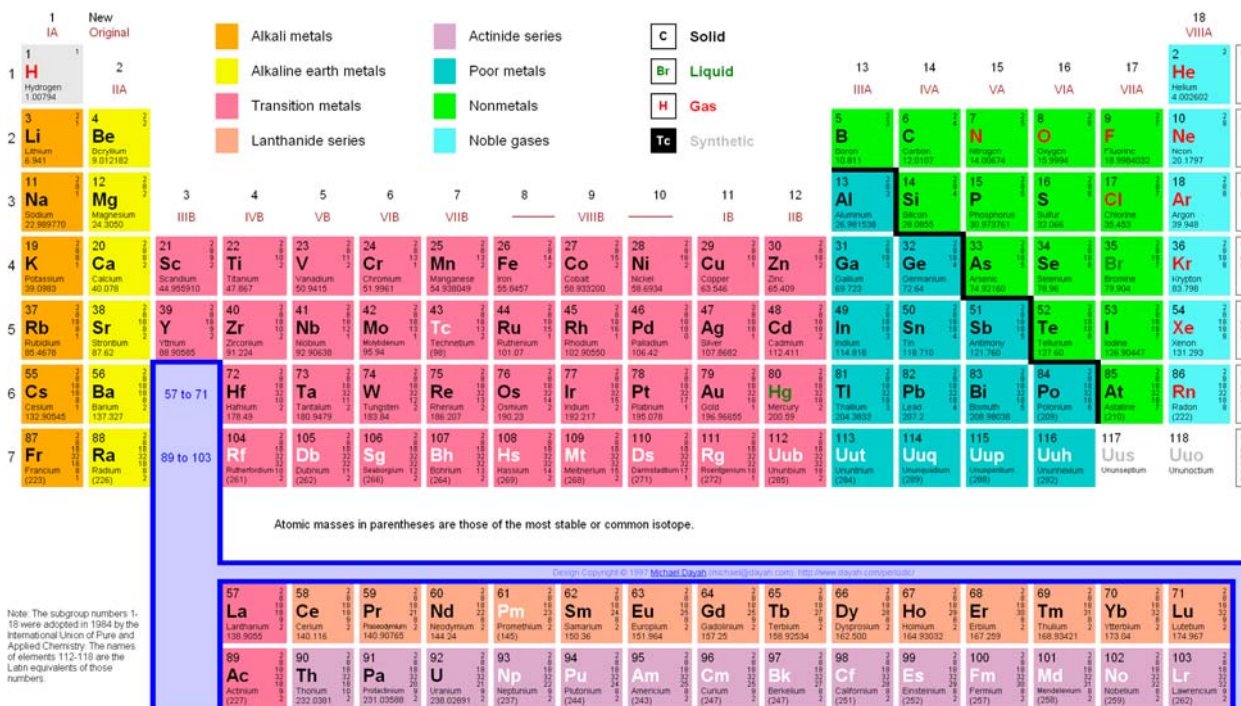 1 New 18
IA Original VIIIA
Alkali metals Actinide series C Solid
Alkaline earth metals Poor metals Br Liquid
Transition metals Nonmetals H Gas
Lanthanide series Noble gases Tc Synthetic
2 13 14 15 16 17
IIA IIIA IVA VA VIA VIIA
1 2
1 H He
Hydrogen Helium
1.00794 4.002602
3 4 5 6 7 8 9 10
2 Li Be B C N O F Ne
Lithium Beryllium Boron Carbon Nitrogen Oxygen Fluorine Neon
6.941 9.012182 10.811 12.0107 14.00674 15.9994 18.9984032 20.1797
11 12 13 14 15 16 17 18
3 Na Mg Al Si P S Cl Ar
Sodium Magnesium Aluminum Silicon Phosphorus Sulfur Chlorine Argon
22.989770 24.3050 26.981538 28.0855 30.973761 32.066 35.453 39.948
3 4 5 6 7 8 9 10 11 12
IIIB IVB VB VIB VIIB VIIIB IB IIB
19 20 21 22 23 24 25 26 27 28 29 30 31 32 33 34 35 36
4 K Ca Sc Ti V Cr Mn Fe Co Ni Cu Zn Ga Ge As Se Br Kr
Potassium Calcium Scandium Titanium Vanadium Chromium Manganese Iron Cobalt Nickel Copper Zinc Gallium Germanium Arsenic Selenium Bromine Krypton
39.0983 40.078 44.955910 47.867 50.9415 51.9961 54.938049 55.8457 58.933200 58.6934 63.546 65.409 69.723 72.64 74.92160 78.96 79.904 83.798
37 38 39 40 41 42 43 44 45 46 47 48 49 50 51 52 53 54
5 Rb Sr Y Zr Nb Mo Tc Ru Rh Pd Ag Cd In Sn Sb Te I Xe
Rubidium Strontium Yttrium Zirconium Niobium Molybdenum Technetium Ruthenium Rhodium Palladium Silver Cadmium Indium Tin Antimony Tellurium Iodine Xenon
85.4678 87.62 88.90585 91.224 92.90638 95.94 (98) 101.07 102.90550 106.42 107.8682 112.411 114.818 118.710 121.760 127.60 126.90447 131.293
55 56 72 73 74 75 76 77 78 79 80 81 82 83 84 85 86
6 Cs Ba 57 to 71 Hf Ta W Re Os Ir Pt Au Hg Tl Pb Bi Po At Rn
Cesium Barium Hafnium Tantalum Tungsten Rhenium Osmium Iridium Platinum Gold Mercury Thallium Lead Bismuth Polonium Astatine Radon
132.90545 137.327 178.49 180.9479 183.84 186.207 190.23 192.217 195.078 196.96655 200.59 204.3833 207.2 208.98038 (209) (210) (222)
87 88 104 105 106 107 108 109 110 111 112 113 114 115 116 117 118
7 Fr Ra 89 to 103 Rf Db Sg Bh Hs Mt Ds Rg Uub Uut Uuq Uup Uuh Uus Uuo
Francium Radium Rutherfordium Dubnium Seaborgium Bohrium Hassium Meitnerium Darmstadtium Roentgenium Ununbium Ununtrium Ununquadium Ununpentium Ununhexium Ununseptium Ununoctium
(223) (226) (261) (262) (266) (264) (269) (268) (271) (272) (285) (284) (289) (288) (292)
Atomic masses in parentheses are those of the most stable or common isotope.
Design Copyright © 1997 Michael Dayah (michael@dayah.com). http://www.dayah.com/periodic/
Note: The subgroup numbers 1-
18 were adopted in 1984 by the
International Union of Pure and
Applied Chemistry. The names
of elements 112-118 are the
Latin equivalents of those
numbers.
57 58 59 60 61 62 63 64 65 66 67 68 69 70 71
La Ce Pr Nd Pm Sm Eu Gd Tb Dy Ho Er Tm Yb Lu
Lanthanum Cerium Praseodymium Neodymium Promethium Samarium Europium Gadolinium Terbium Dysprosium Holmium Erbium Thulium Ytterbium Lutetium
138.9055 140.116 140.90765 144.24 (145) 150.36 151.964 157.25 158.92534 162.500 164.93032 167.259 168.93421 173.04 174.967
89 90 91 92 93 94 95 96 97 98 99 100 101 102 103
Ac Th Pa U Np Pu Am Cm Bk Cf Es Fm Md No Lr
Actinium Thorium Protactinium Uranium Neptunium Plutonium Americium Curium Berkelium Californium Einsteinium Fermium Mendelevium Nobelium Lawrencium
(227) 232.0381 231.03588 238.02891 (237) (244) (243) (247) (247) (251) (252) (257) (258) (259) (262)